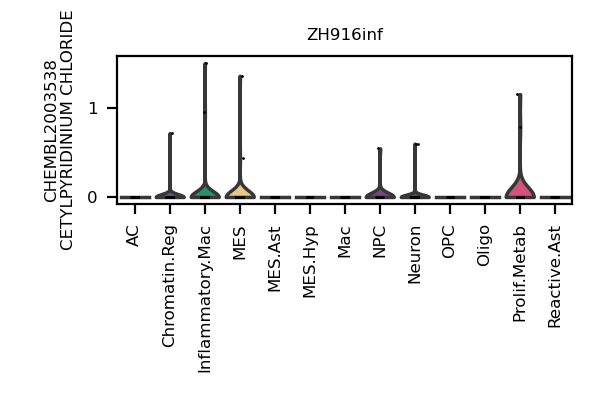 ZH916inf
CHEMBL2003538
CETYLPYRIDINIUM CHLORIDE
1
0
AC
Chromatin.Reg
Inflammatory.Mac
MES
MES.Ast
MES.Hyp
Mac
NPC
Neuron
OPC
Oligo
Prolif.Metab
Reactive.Ast